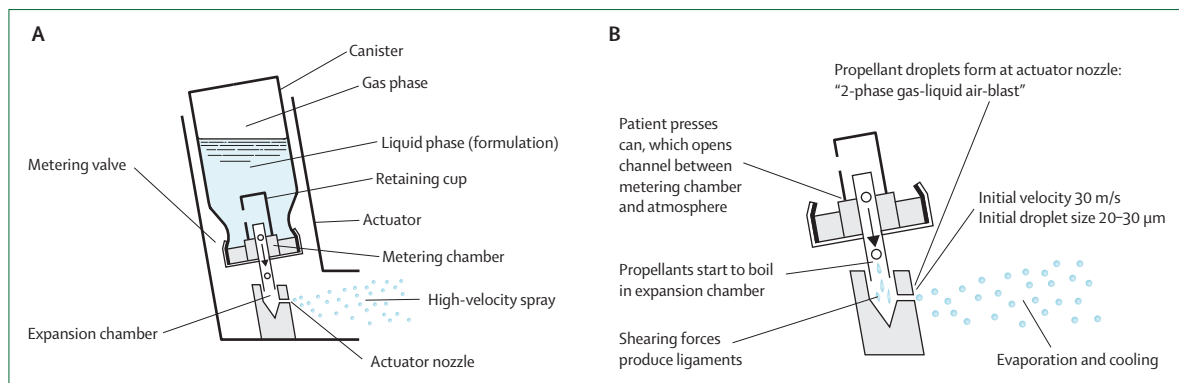 A
Canister
Gas phase
Liquid phase (formulation)
Metering valve
Retaining cup
Actuator
Metering chamber
High-velocity spray
Expansion chamber
Actuator nozzle
B
Propellant droplets form at actuator nozzle:
“2-phase gas-liquid air-blast”
Patient presses
can, which opens
channel between
metering chamber
and atmosphere
Initial velocity 30 m/s
Initial droplet size 20–30 μm
Propellants start to boil
in expansion chamber
Shearing forces
produce ligaments
Evaporation and cooling